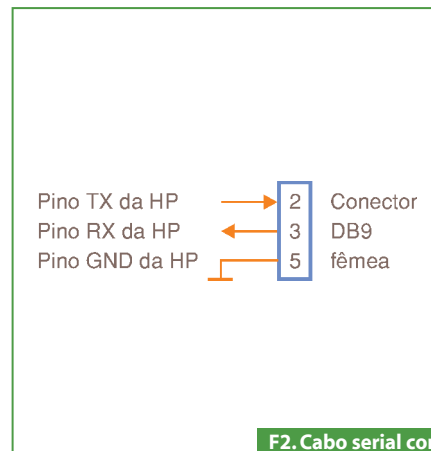 Pino TX da HP 2 Conector
Pino RX da HP 3 DB9
Pino GND da HP 5 fêmea
F2. Cabo serial